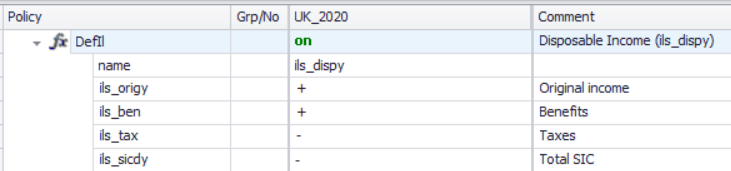 Policy Grp/No UK_2020 Comment
fx DefIl on Disposable Income (ils_dispy)
name ils_dispy
ils_origy + Original income
ils_ben + Benefits
ils_tax - Taxes
ils_sicdy - Total SIC